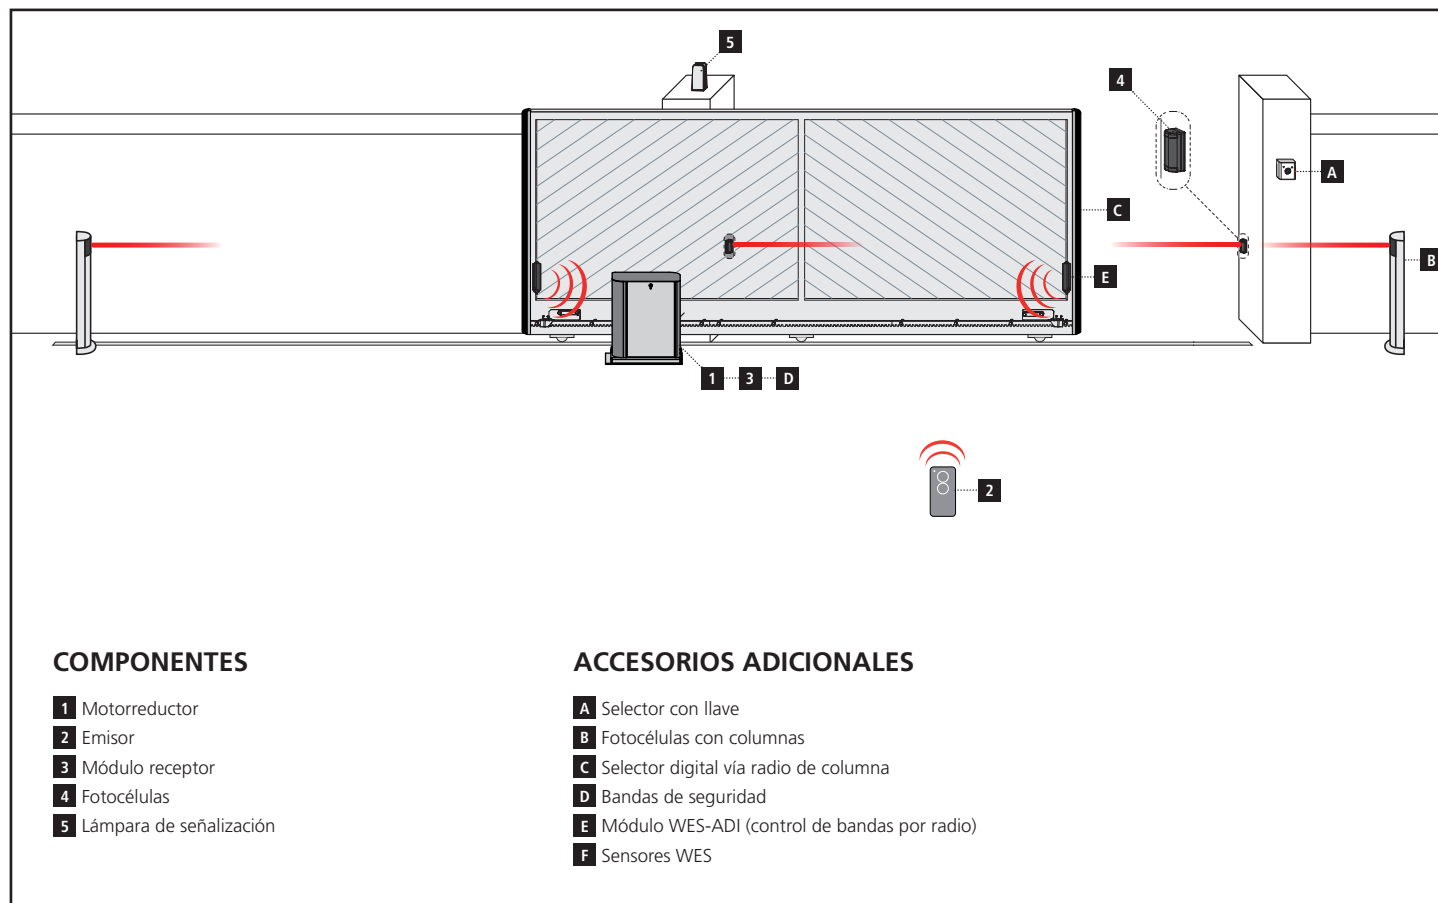 5
4
A
C
B
E
1 3 D
2
COMPONENTES
1 Motorreductor
2 Emisor
3 Módulo receptor
4 Fotocélulas
5 Lámpara de señalización
ACCESORIOS ADICIONALES
A Selector con llave
B Fotocélulas con columnas
C Selector digital vía radio de columna
D Bandas de seguridad
E Módulo WES-ADI (control de bandas por radio)
F Sensores WES